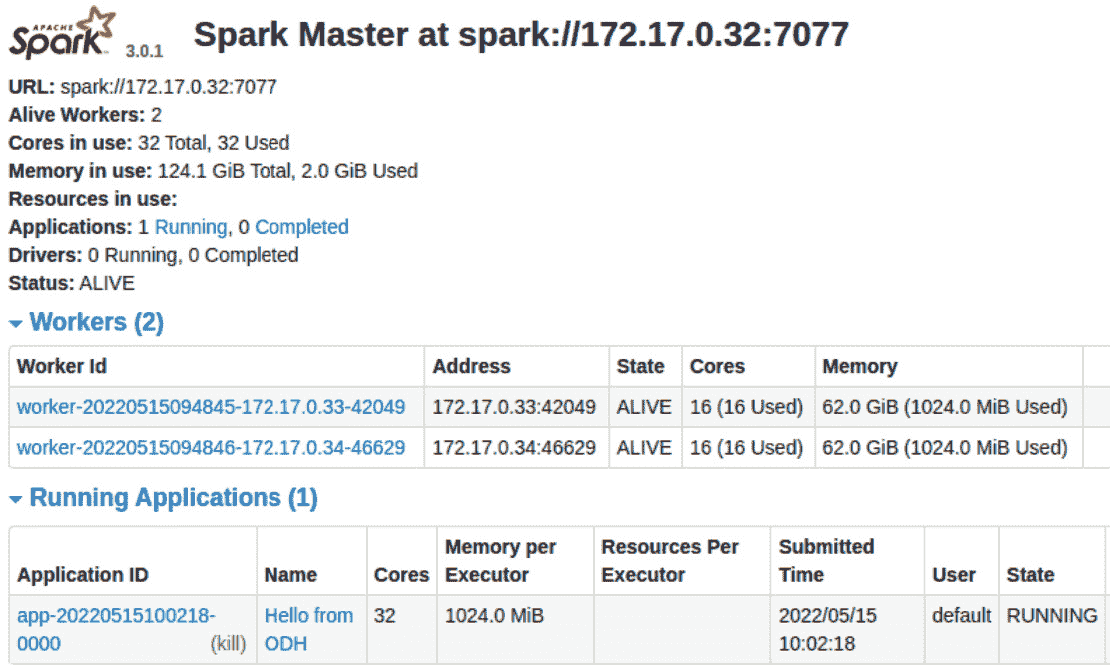 APACHE
Spark 3.0.1 Spark Master at spark://172.17.0.32:7077
URL: spark://172.17.0.32:7077
Alive Workers: 2
Cores in use: 32 Total, 32 Used
Memory in use: 124.1 GiB Total, 2.0 GiB Used
Resources in use:
Applications: 1 Running, 0 Completed
Drivers: 0 Running, 0 Completed
Status: ALIVE
Workers (2)
Worker Id Address State Cores Memory
worker-20220515094845-172.17.0.33-42049 172.17.0.33:42049 ALIVE 16 (16 Used) 62.0 GiB (1024.0 MiB Used)
worker-20220515094846-172.17.0.34-46629 172.17.0.34:46629 ALIVE 16 (16 Used) 62.0 GiB (1024.0 MiB Used)
Running Applications (1)
Memory per Resources Per Submitted
Application ID Name Cores Executor Executor Time User State
app-20220515100218- Hello from 32 1024.0 MiB 2022/05/15 default RUNNING
0000 (kill) ODH 10:02:18